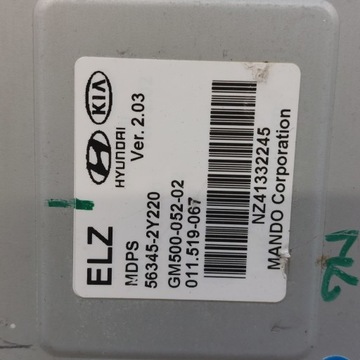 HYUNDAI KIA
Ver. 2.03
ELZ
MDPS
56345-2Y220
GM500-052-02
011.519-067
NZ41332245
MANDO Corporation